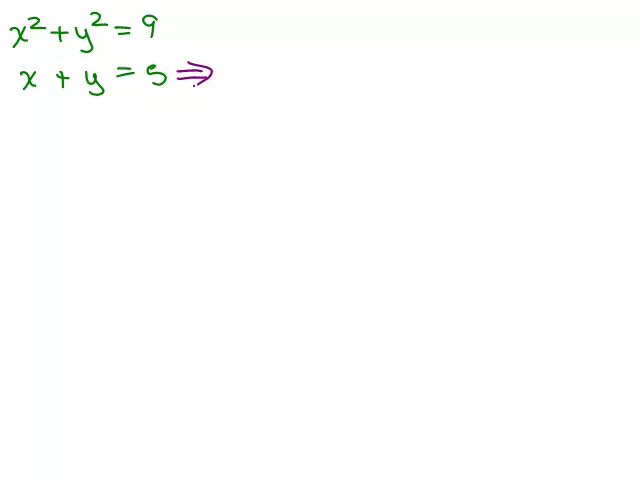 x² + y² = 9
x + y = 5 ⇒